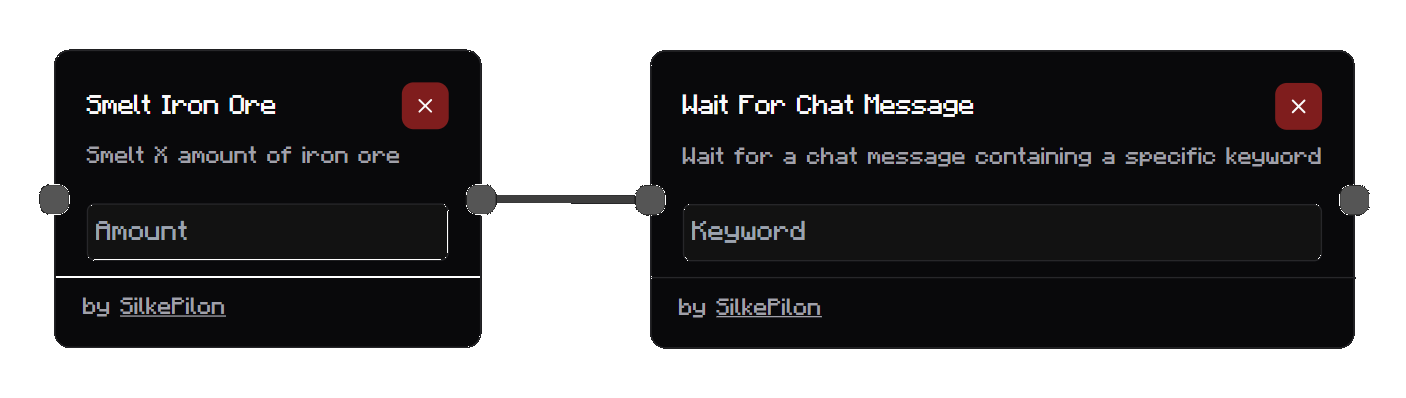 Smelt Iron Ore
Smelt X amount of iron ore
Amount
by SilkePilon
Wait For Chat Message
Wait for a chat message containing a specific keyword
Keyword
by SilkePilon